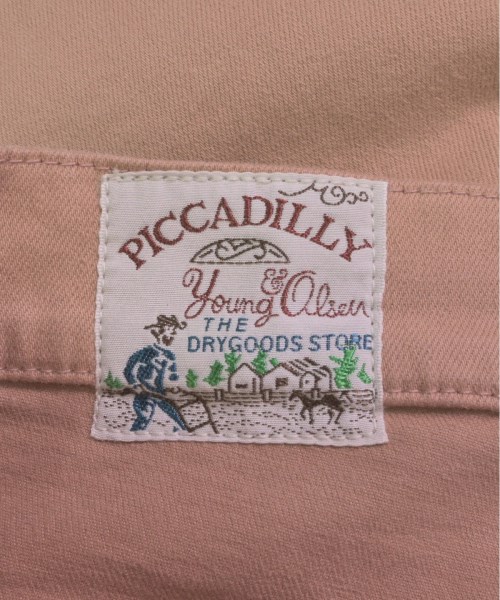 PICCADILLY
&
Young Olsen
THE
DRYGOODS STORE